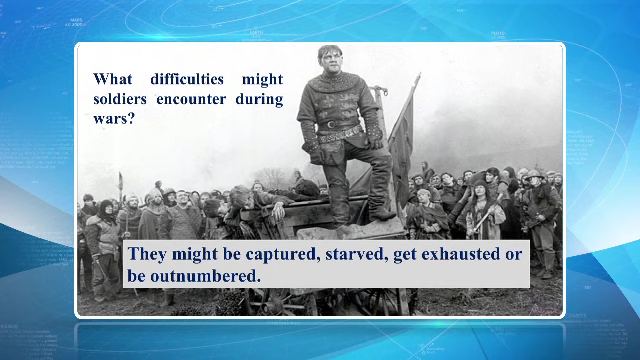 What difficulties might
soldiers encounter during
wars?
They might be captured, starved, get exhausted or
be outnumbered.